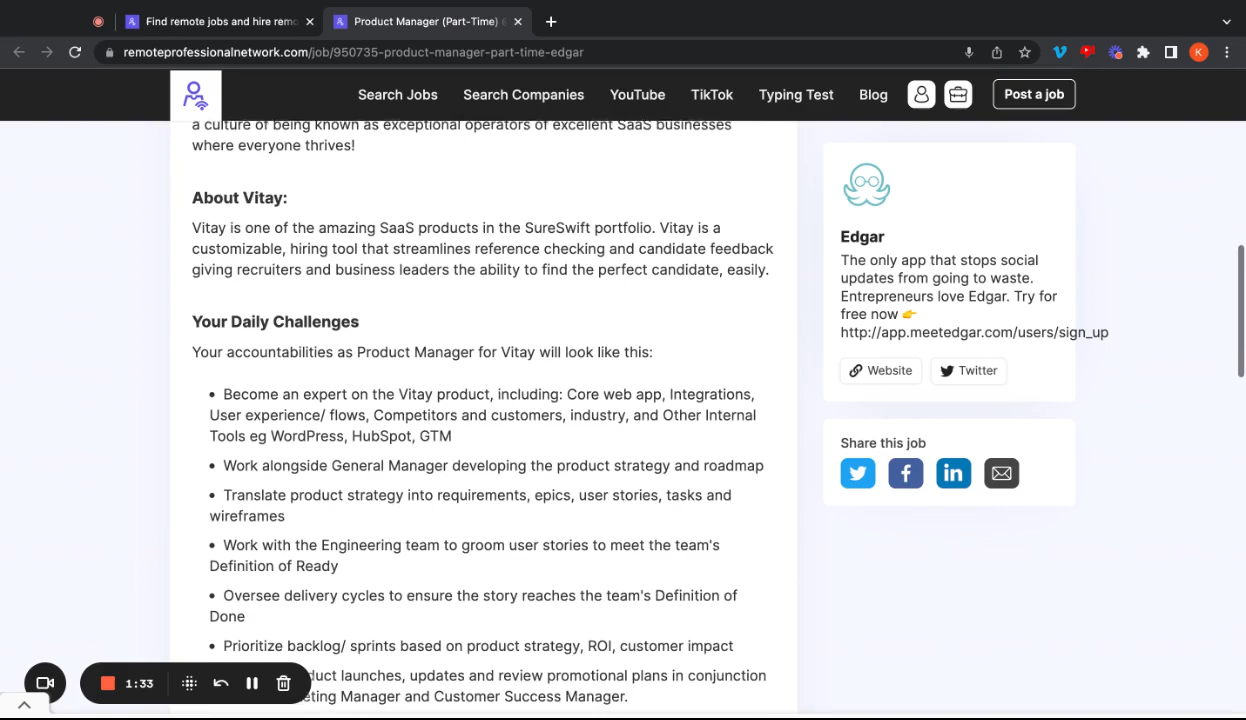 Find remote jobs and hire remo
Product Manager (Part-Time)
remoteprofessionalnetwork.com/job/950735-product-manager-part-time-edgar
K
Search Jobs
Search Companies
YouTube
TikTok
Typing Test
Blog
Post a job
a culture of being known as exceptional operators of excellent SaaS businesses
where everyone thrives!
About Vitay:
Vitay is one of the amazing SaaS products in the SureSwift portfolio. Vitay is a
customizable, hiring tool that streamlines reference checking and candidate feedback
giving recruiters and business leaders the ability to find the perfect candidate, easily.
Your Daily Challenges
Your accountabilities as Product Manager for Vitay will look like this:
• Become an expert on the Vitay product, including: Core web app, Integrations,
User experience/ flows, Competitors and customers, industry, and Other Internal
Tools eg WordPress, HubSpot, GTM
• Work alongside General Manager developing the product strategy and roadmap
• Translate product strategy into requirements, epics, user stories, tasks and
wireframes
• Work with the Engineering team to groom user stories to meet the team's
Definition of Ready
• Oversee delivery cycles to ensure the story reaches the team's Definition of
Done
• Prioritize backlog/ sprints based on product strategy, ROI, customer impact
duct launches, updates and review promotional plans in conjunction
eting Manager and Customer Success Manager.
1:33
Edgar
The only app that stops social
updates from going to waste.
Entrepreneurs love Edgar. Try for
free now 👉
http://app.meetedgar.com/users/sign_up
Website
Twitter
Share this job